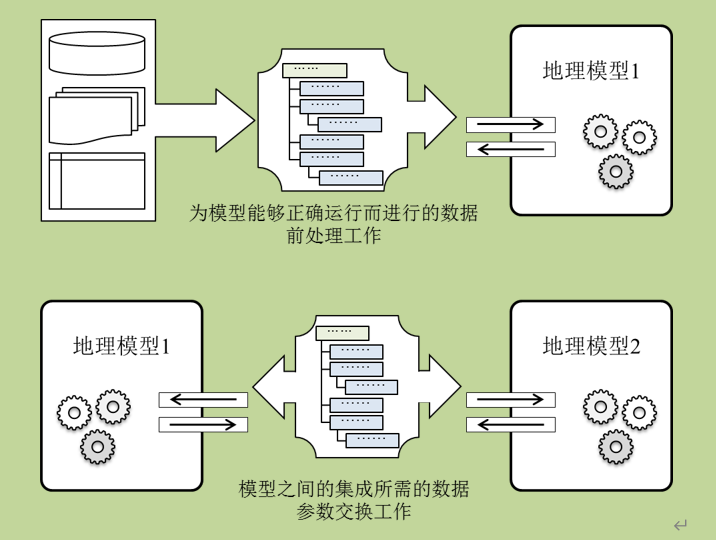 ……
……
……
……
……
……
……
地理模型1
为模型能够正确运行而进行的数据
前处理工作
地理模型1
……
……
……
……
……
……
……
地理模型2
模型之间的集成所需的数据
参数交换工作